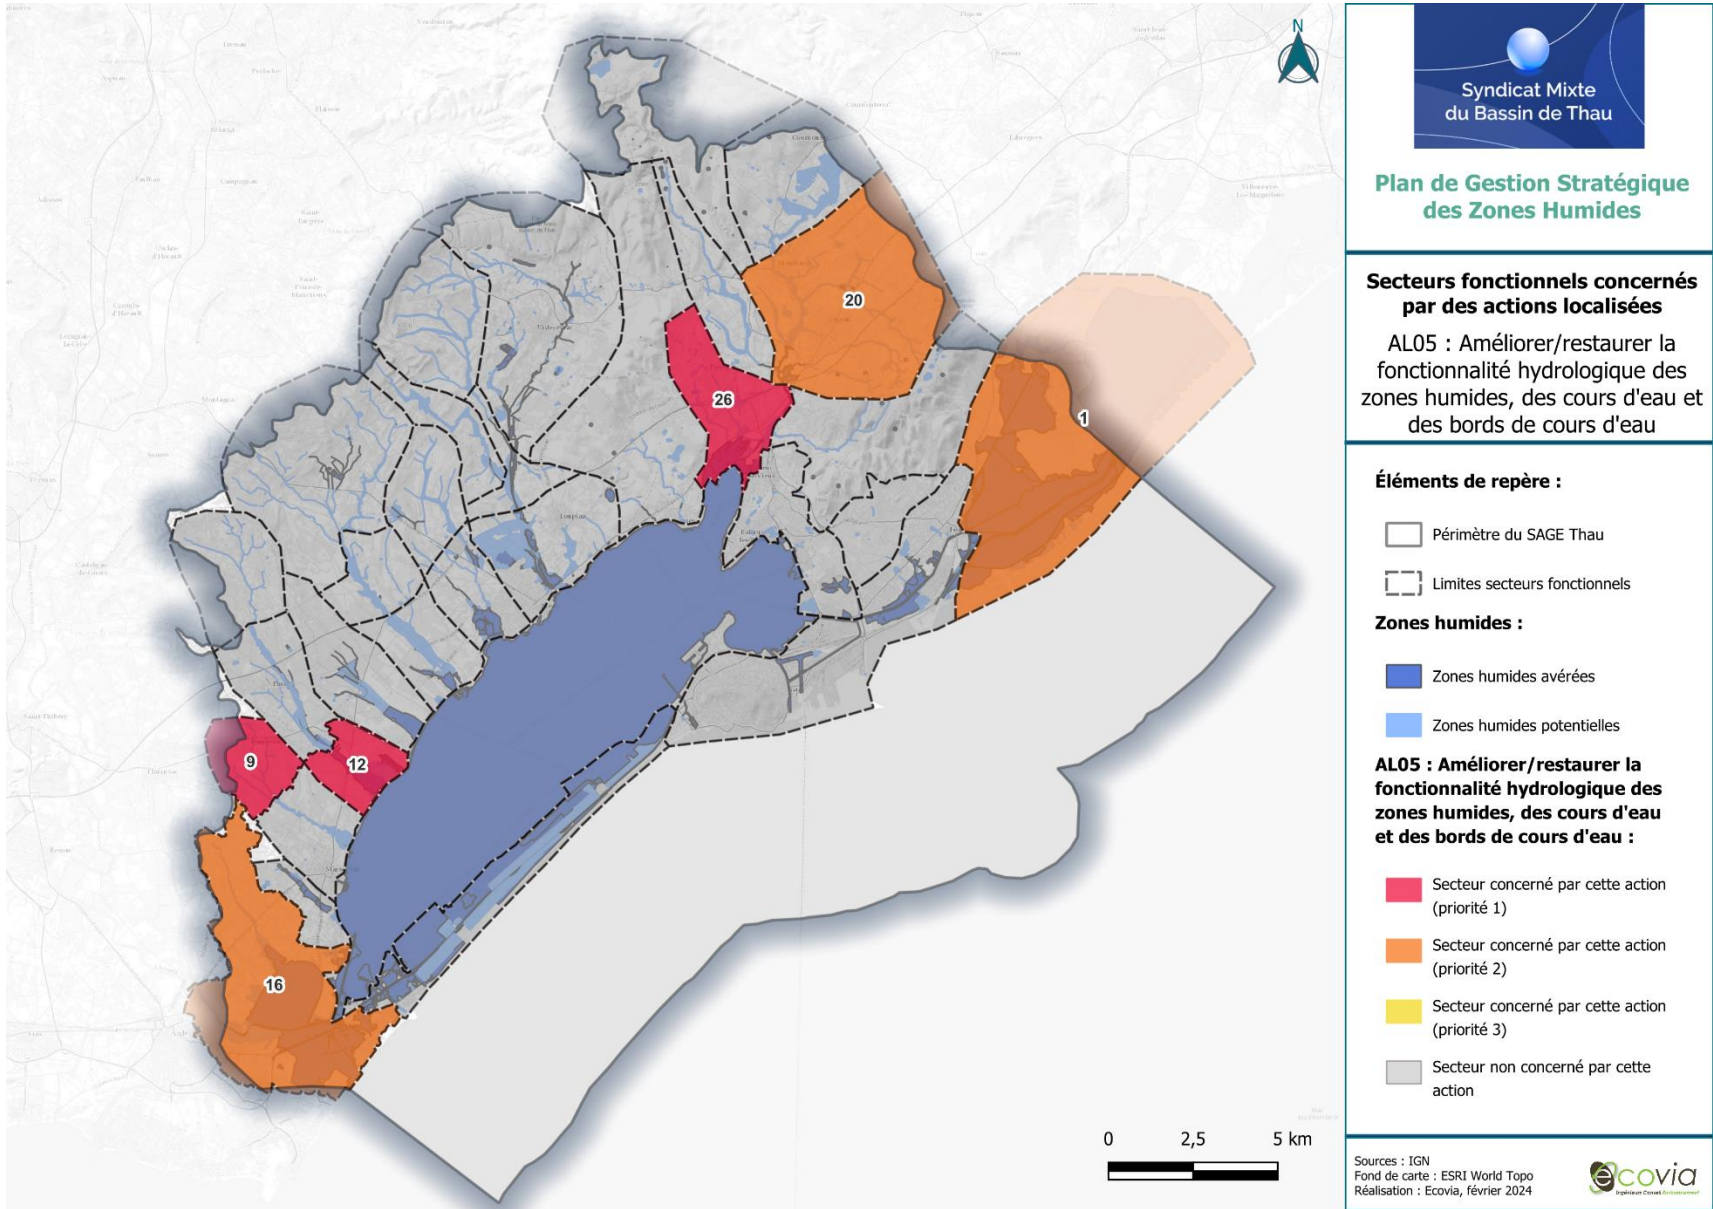 N
20
26
1
9
12
16
0 2,5 5 km
Syndicat Mixte
du Bassin de Thau
Plan de Gestion Stratégique
des Zones Humides
Secteurs fonctionnels concernés
par des actions localisées
AL05 : Améliorer/restaurer la
fonctionnalité hydrologique des
zones humides, des cours d'eau et
des bords de cours d'eau
Éléments de repère :
Périmètre du SAGE Thau
Limites secteurs fonctionnels
Zones humides :
Zones humides avérées
Zones humides potentielles
AL05 : Améliorer/restaurer la
fonctionnalité hydrologique des
zones humides, des cours d'eau
et des bords de cours d'eau :
Secteur concerné par cette action
(priorité 1)
Secteur concerné par cette action
(priorité 2)
Secteur concerné par cette action
(priorité 3)
Secteur non concerné par cette
action
Sources : IGN
Fond de carte : ESRI World Topo
Réalisation : Ecovia, février 2024
ecovia
Ingénierie Conseil Environnement